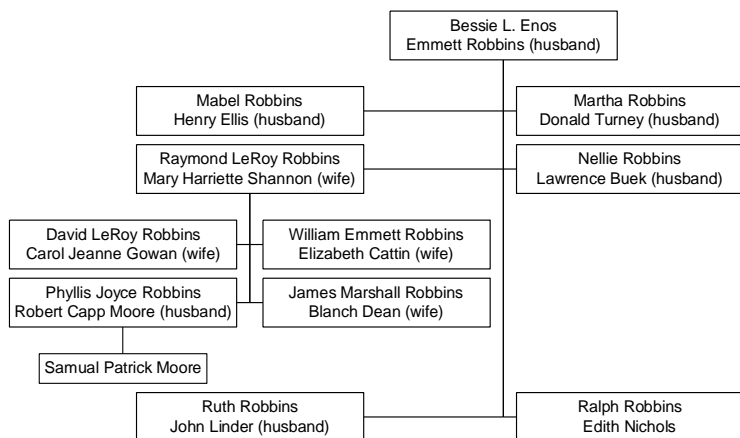 Bessie L. Enos
Emmett Robbins (husband)
Mabel Robbins
Henry Ellis (husband)
Martha Robbins
Donald Turney (husband)
Raymond LeRoy Robbins
Mary Harriette Shannon (wife)
Nellie Robbins
Lawrence Buek (husband)
David LeRoy Robbins
Carol Jeanne Gowan (wife)
William Emmett Robbins
Elizabeth Cattin (wife)
Phyllis Joyce Robbins
Robert Capp Moore (husband)
James Marshall Robbins
Blanch Dean (wife)
Samual Patrick Moore
Ruth Robbins
John Linder (husband)
Ralph Robbins
Edith Nichols